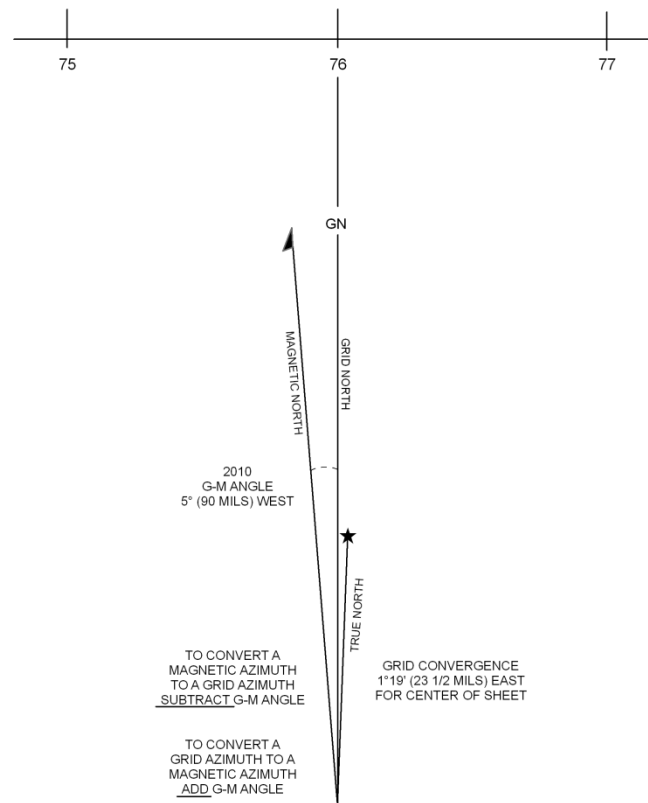 75 76 77
GN
MAGNETIC NORTH
GRID NORTH
2010
G-M ANGLE
5° (90 MILS) WEST
TRUE NORTH
TO CONVERT A
MAGNETIC AZIMUTH
TO A GRID AZIMUTH
SUBTRACT G-M ANGLE
GRID CONVERGENCE
1°19' (23 1/2 MILS) EAST
FOR CENTER OF SHEET
TO CONVERT A
GRID AZIMUTH TO A
MAGNETIC AZIMUTH
ADD G-M ANGLE